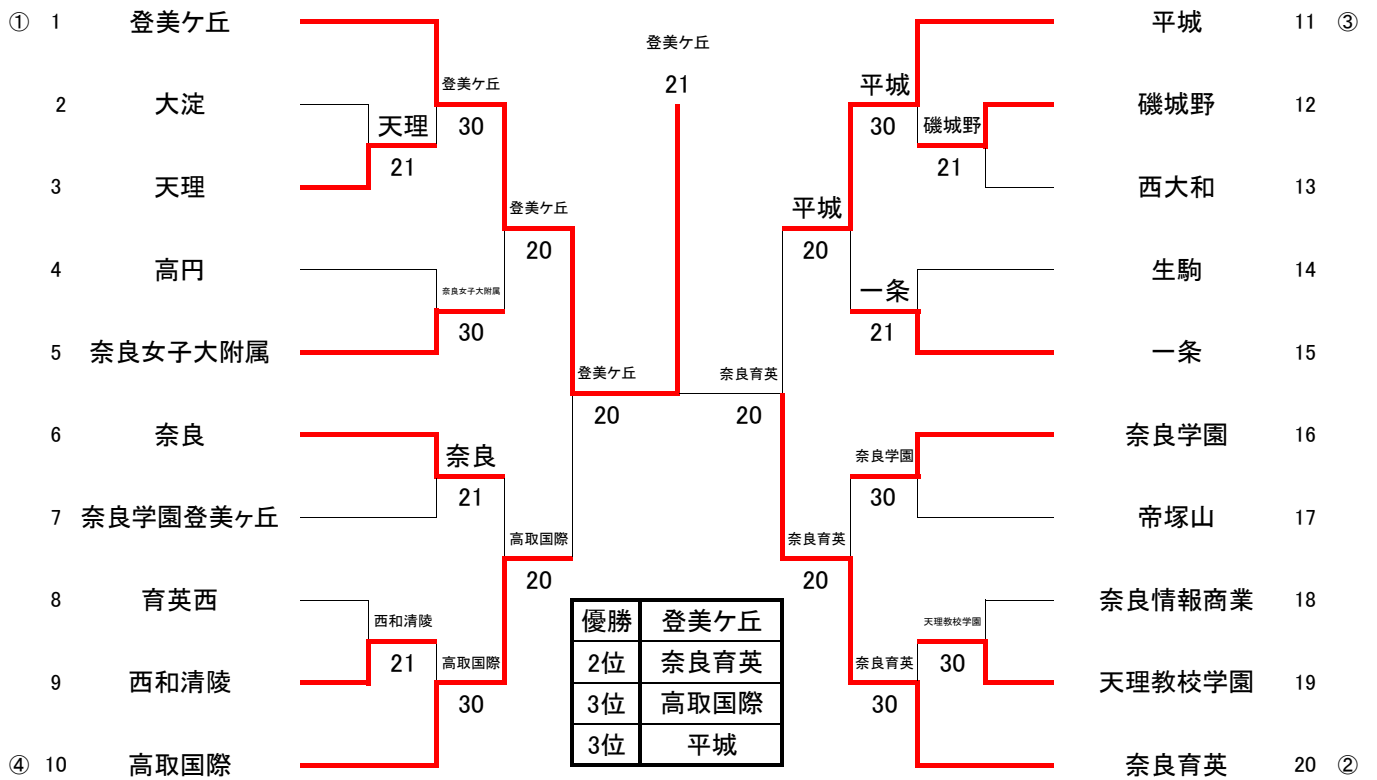 ① 1 登美ケ丘 平城 11 ③
登美ケ丘
登美ケ丘 21 平城
2 大淀 磯城野 12
天理 30 30 磯城野
21 21
3 天理 西大和 13
登美ケ丘 平城
20 20
4 高円 生駒 14
奈良女子大附属 一条
30 21
5 奈良女子大附属 一条 15
登美ケ丘 奈良育英
20 20
6 奈良 奈良学園 16
奈良 奈良学園
21 30
7 奈良学園登美ヶ丘 帝塚山 17
高取国際 奈良育英
20 20
8 育英西 奈良情報商業 18
優勝 登美ケ丘
西和清陵 天理教校学園
21 高取国際 2位 奈良育英 奈良育英 30
9 西和清陵 天理教校学園 19
30 3位 高取国際 30
3位 平城
④ 10 高取国際 奈良育英 20 ②